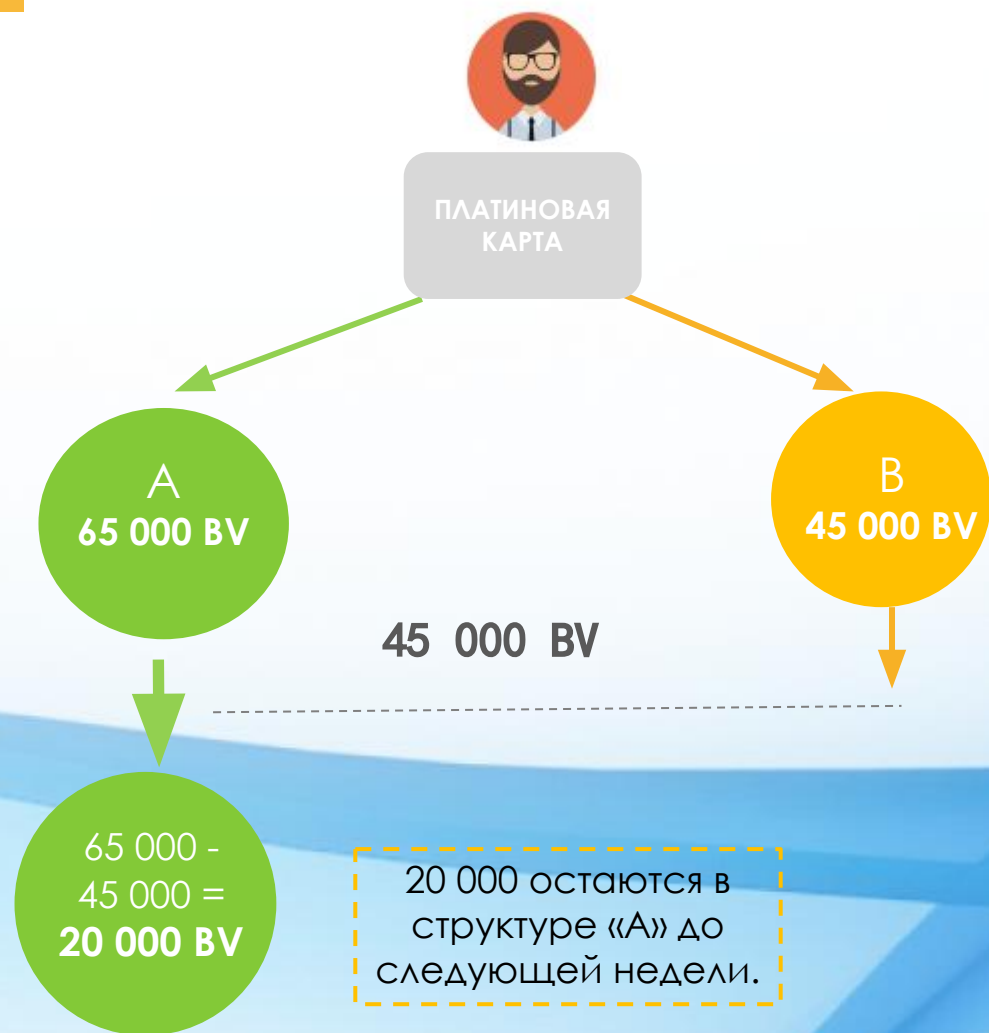 ПЛАТИНОВАЯ
КАРТА
A
65 000 BV
B
45 000 BV
45 000 BV
65 000 -
45 000 =
20 000 BV
20 000 остаются в
структуре «А» до
следующей недели.